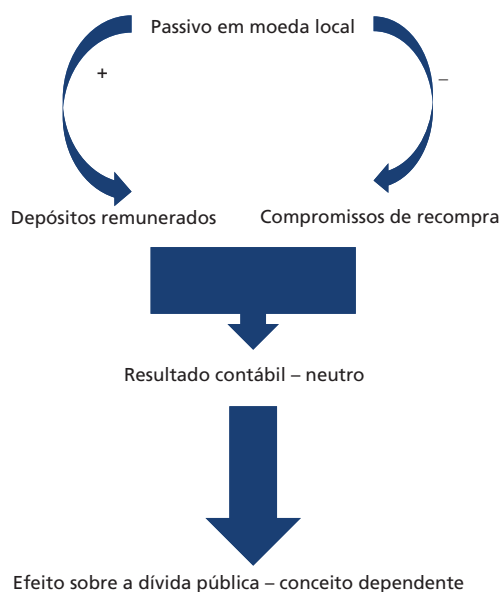 Passivo em moeda local
+ –
Depósitos remunerados Compromissos de recompra
Resultado contábil – neutro
Efeito sobre a dívida pública – conceito dependente